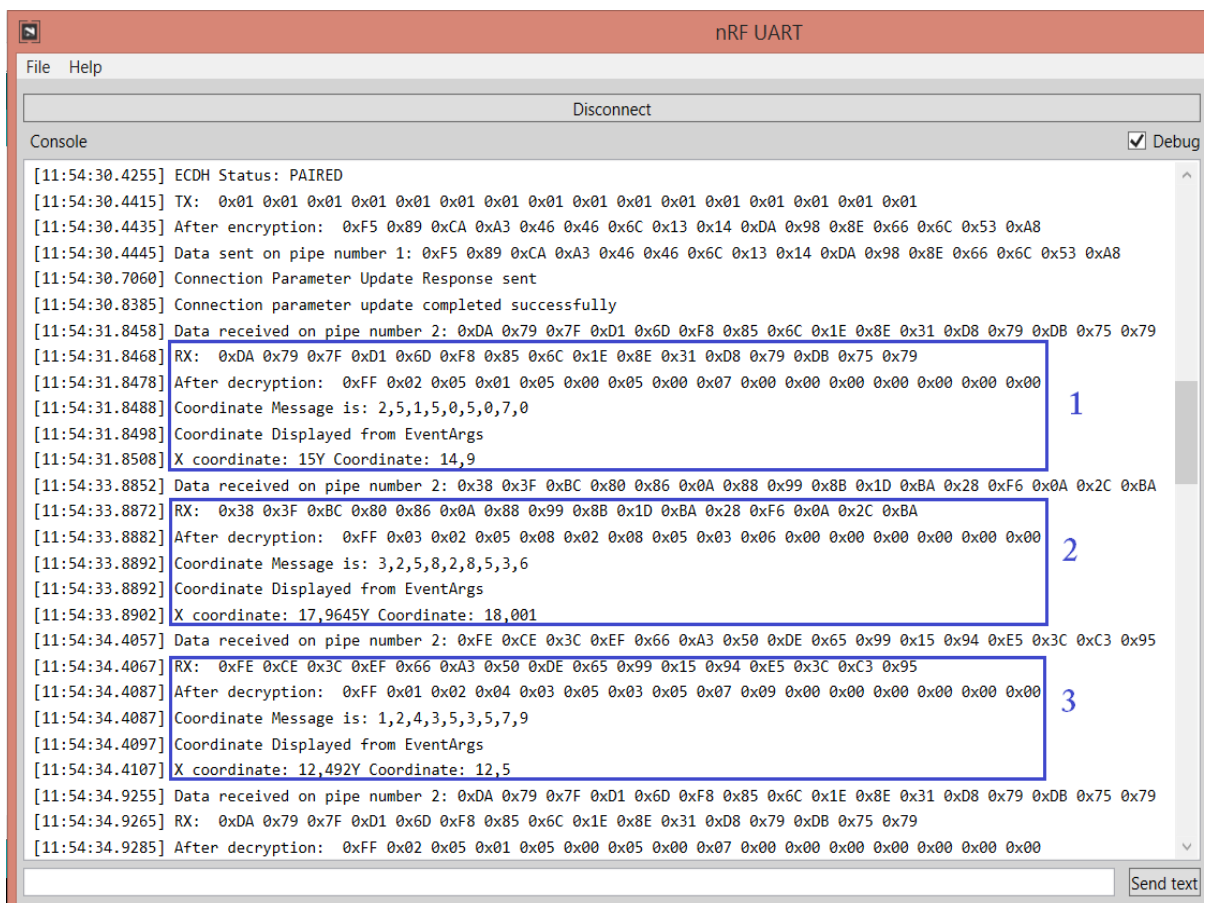 nRF UART
File Help
Disconnect
Console Debug
[11:54:30.4255] ECDH Status: PAIRED
[11:54:30.4415] TX: 0x01 0x01 0x01 0x01 0x01 0x01 0x01 0x01 0x01 0x01 0x01 0x01 0x01 0x01 0x01 0x01
[11:54:30.4435] After encryption: 0xF5 0x89 0xCA 0xA3 0x46 0x46 0x6C 0x13 0x14 0xDA 0x98 0x8E 0x66 0x6C 0x53 0xA8
[11:54:30.4445] Data sent on pipe number 1: 0xF5 0x89 0xCA 0xA3 0x46 0x46 0x6C 0x13 0x14 0xDA 0x98 0x8E 0x66 0x6C 0x53 0xA8
[11:54:30.7060] Connection Parameter Update Response sent
[11:54:30.8385] Connection parameter update completed successfully
[11:54:31.8458] Data received on pipe number 2: 0xDA 0x79 0x7F 0xD1 0x6D 0xF8 0x85 0x6C 0x1E 0x8E 0x31 0xD8 0x79 0xDB 0x75 0x79
[11:54:31.8468] RX: 0xDA 0x79 0x7F 0xD1 0x6D 0xF8 0x85 0x6C 0x1E 0x8E 0x31 0xD8 0x79 0xDB 0x75 0x79
[11:54:31.8478] After decryption: 0xFF 0x02 0x05 0x01 0x05 0x00 0x05 0x00 0x07 0x00 0x00 0x00 0x00 0x00 0x00 0x00
[11:54:31.8488] Coordinate Message is: 2,5,1,5,0,5,0,7,0
1
[11:54:31.8498] Coordinate Displayed from EventArgs
[11:54:31.8508] X coordinate: 15Y Coordinate: 14,9
[11:54:33.8852] Data received on pipe number 2: 0x38 0x3F 0xBC 0x80 0x86 0x0A 0x88 0x99 0x8B 0x1D 0xBA 0x28 0xF6 0x0A 0x2C 0xBA
[11:54:33.8872] RX: 0x38 0x3F 0xBC 0x80 0x86 0x0A 0x88 0x99 0x8B 0x1D 0xBA 0x28 0xF6 0x0A 0x2C 0xBA
[11:54:33.8882] After decryption: 0xFF 0x03 0x02 0x05 0x08 0x02 0x08 0x05 0x03 0x06 0x00 0x00 0x00 0x00 0x00 0x00
2
[11:54:33.8892] Coordinate Message is: 3,2,5,8,2,8,5,3,6
[11:54:33.8892] Coordinate Displayed from EventArgs
[11:54:33.8902] X coordinate: 17,9645Y Coordinate: 18,001
[11:54:34.4057] Data received on pipe number 2: 0xFE 0xCE 0x3C 0xEF 0x66 0xA3 0x50 0xDE 0x65 0x99 0x15 0x94 0xE5 0x3C 0xC3 0x95
[11:54:34.4067] RX: 0xFE 0xCE 0x3C 0xEF 0x66 0xA3 0x50 0xDE 0x65 0x99 0x15 0x94 0xE5 0x3C 0xC3 0x95
[11:54:34.4087] After decryption: 0xFF 0x01 0x02 0x04 0x03 0x05 0x03 0x05 0x07 0x09 0x00 0x00 0x00 0x00 0x00 0x00
3
[11:54:34.4087] Coordinate Message is: 1,2,4,3,5,3,5,7,9
[11:54:34.4097] Coordinate Displayed from EventArgs
[11:54:34.4107] X coordinate: 12,492Y Coordinate: 12,5
[11:54:34.9255] Data received on pipe number 2: 0xDA 0x79 0x7F 0xD1 0x6D 0xF8 0x85 0x6C 0x1E 0x8E 0x31 0xD8 0x79 0xDB 0x75 0x79
[11:54:34.9265] RX: 0xDA 0x79 0x7F 0xD1 0x6D 0xF8 0x85 0x6C 0x1E 0x8E 0x31 0xD8 0x79 0xDB 0x75 0x79
[11:54:34.9285] After decryption: 0xFF 0x02 0x05 0x01 0x05 0x00 0x05 0x00 0x07 0x00 0x00 0x00 0x00 0x00 0x00 0x00
Send text